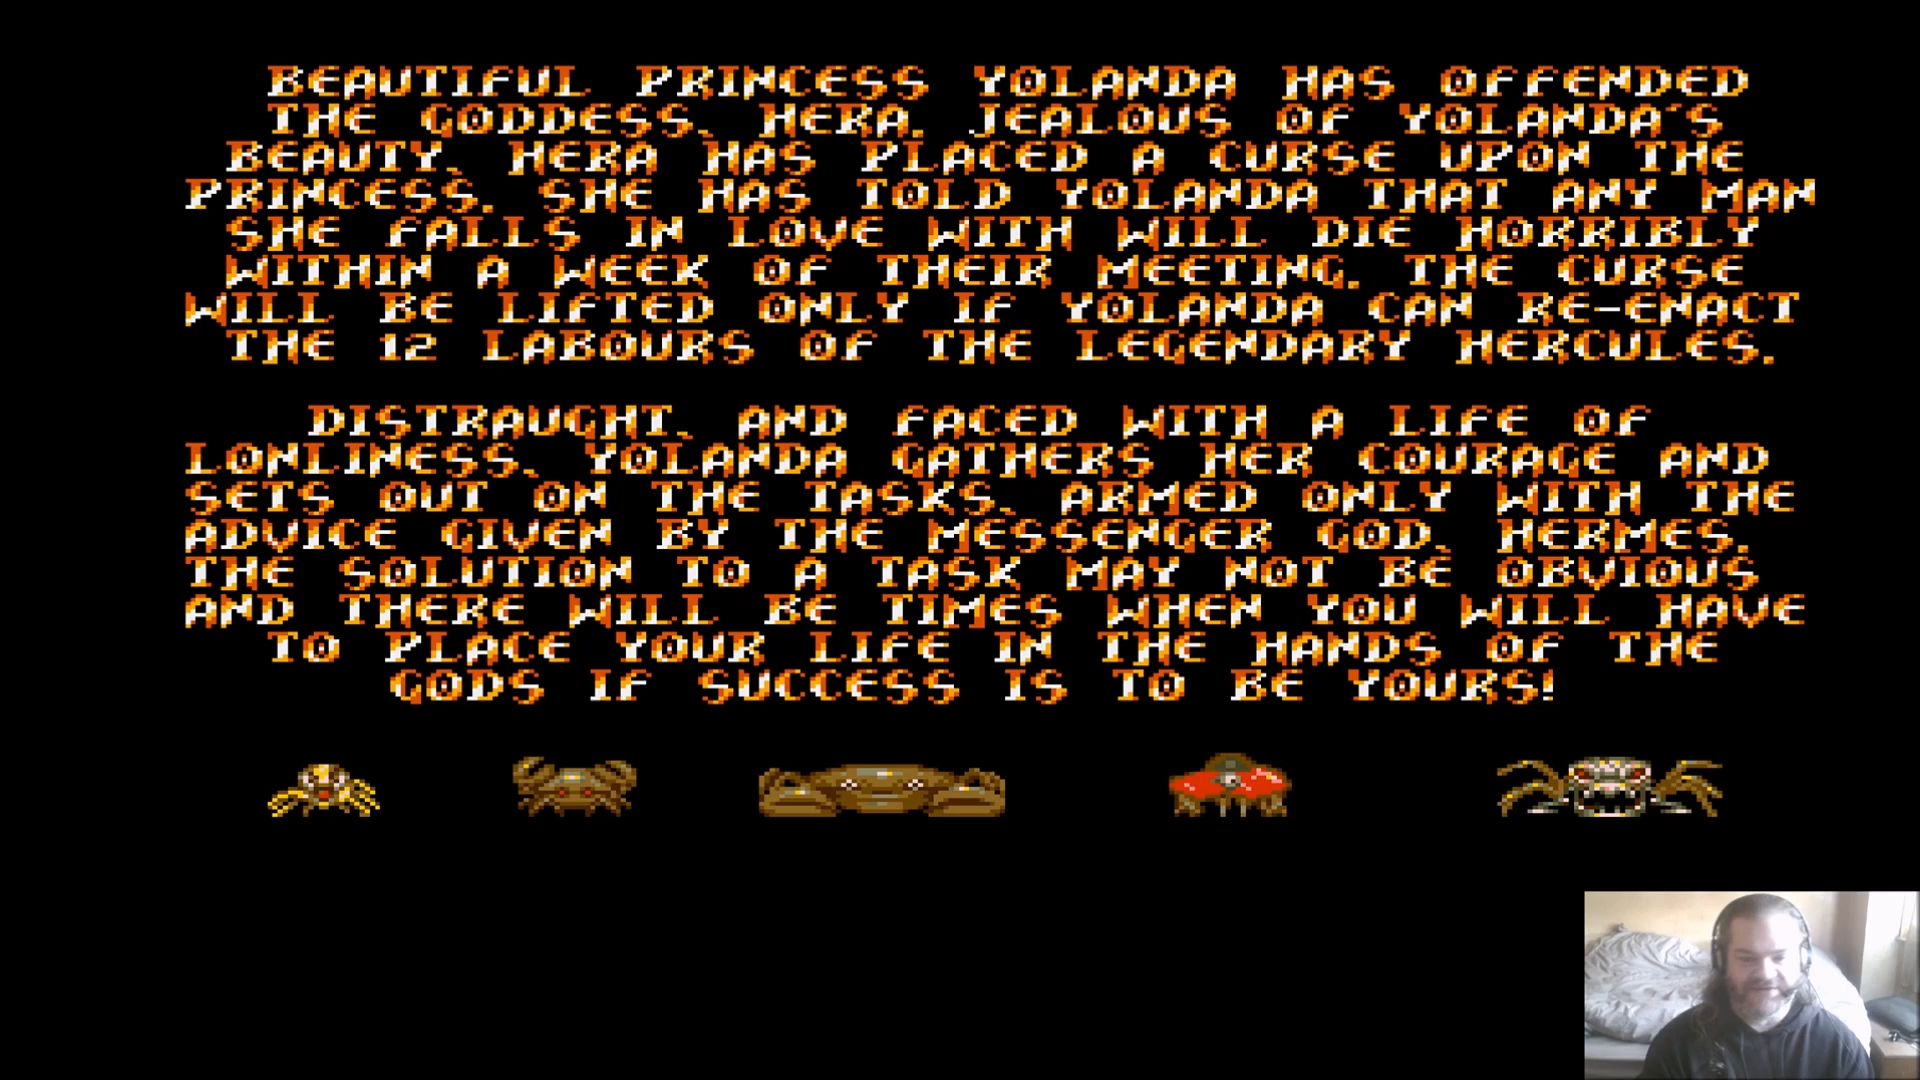 BEAUTIFUL PRINCESS YOLANDA HAS OFFENDED
THE GODDESS, HERA. JEALOUS OF YOLANDA'S
BEAUTY, HERA HAS PLACED A CURSE UPON THE
PRINCESS. SHE HAS TOLD YOLANDA THAT ANY MAN
SHE FALLS IN LOVE WITH WILL DIE HORRIBLY
WITHIN A WEEK OF THEIR MEETING. THE CURSE
WILL BE LIFTED ONLY IF YOLANDA CAN RE-ENACT
THE 12 LABOURS OF THE LEGENDARY HERCULES.
DISTRAUGHT, AND FACED WITH A LIFE OF
LONLINESS, YOLANDA GATHERS HER COURAGE AND
SETS OUT ON THE TASKS, ARMED ONLY WITH THE
ADVICE GIVEN BY THE MESSENGER GOD, HERMES.
THE SOLUTION TO A TASK MAY NOT BE OBVIOUS
AND THERE WILL BE TIMES WHEN YOU WILL HAVE
TO PLACE YOUR LIFE IN THE HANDS OF THE
GODS IF SUCCESS IS TO BE YOURS!